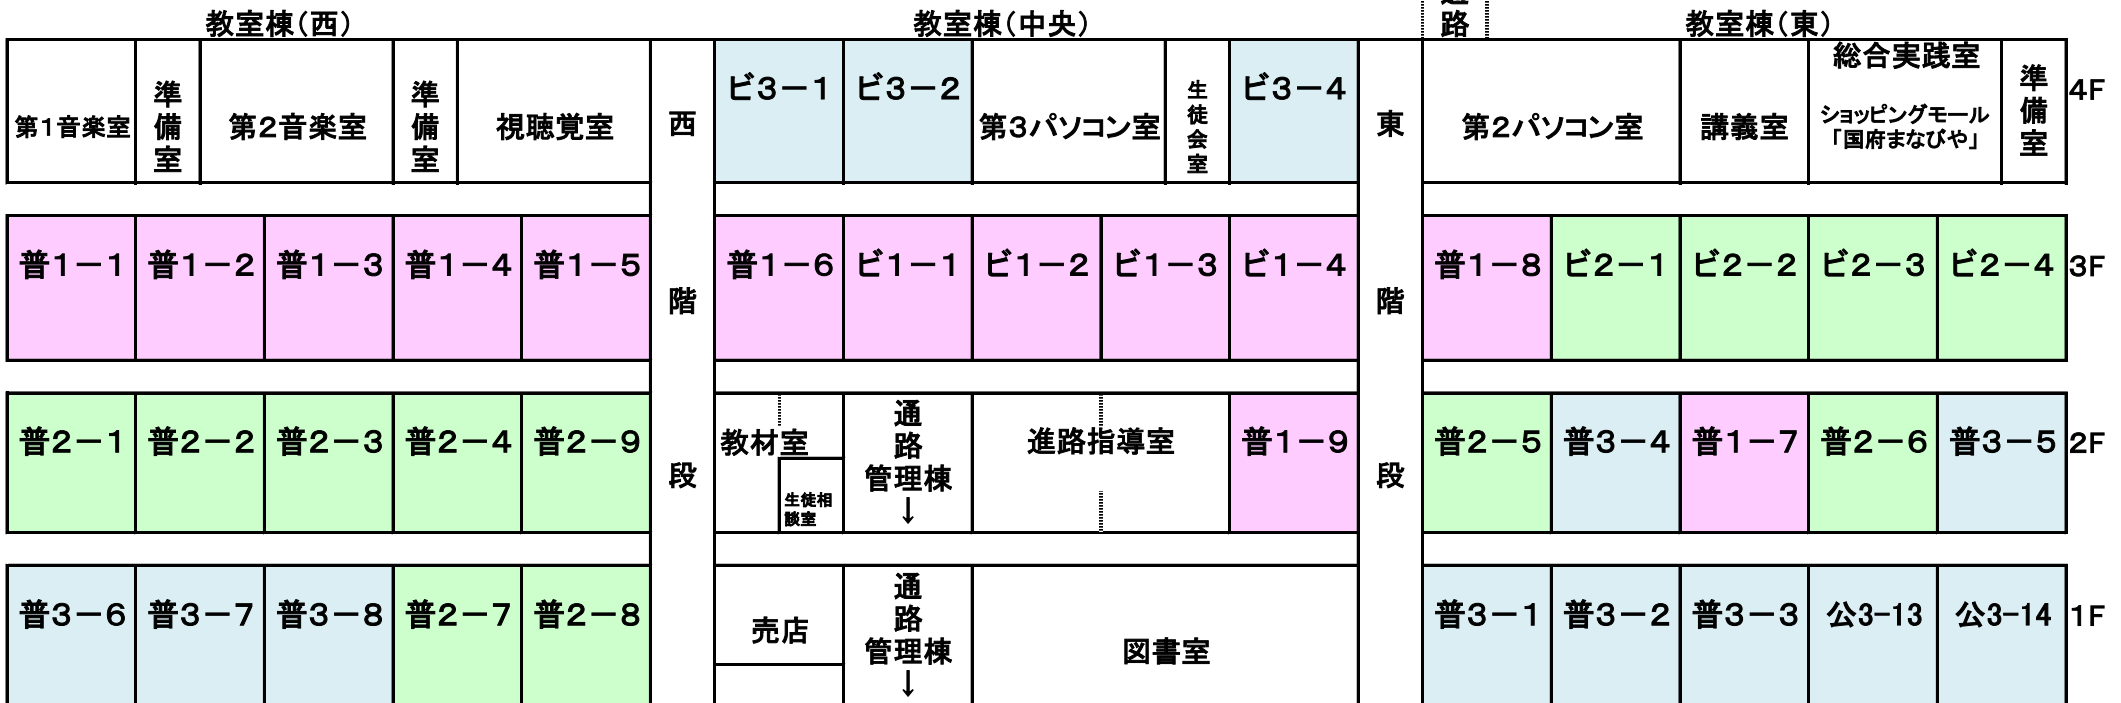 通路
教室棟(西)
教室棟(中央)
教室棟(東)
第1音楽室
準備室
第2音楽室
準備室
視聴覚室
西階段
ビ3-1
ビ3-2
第3パソコン室
生徒会室
ビ3-4
東階段
第2パソコン室
講義室
総合実践室
ショッピングモール
「国府まなびや」
準備室
4F
普1-1
普1-2
普1-3
普1-4
普1-5
普1-6
ビ1-1
ビ1-2
ビ1-3
ビ1-4
普1-8
ビ2-1
ビ2-2
ビ2-3
ビ2-4
3F
普2-1
普2-2
普2-3
普2-4
普2-9
教材室
生徒相
談室
通路
管理棟
↓
進路指導室
普1-9
普2-5
普3-4
普1-7
普2-6
普3-5
2F
普3-6
普3-7
普3-8
普2-7
普2-8
売店
通路
管理棟
↓
図書室
普3-1
普3-2
普3-3
公3-13
公3-14
1F